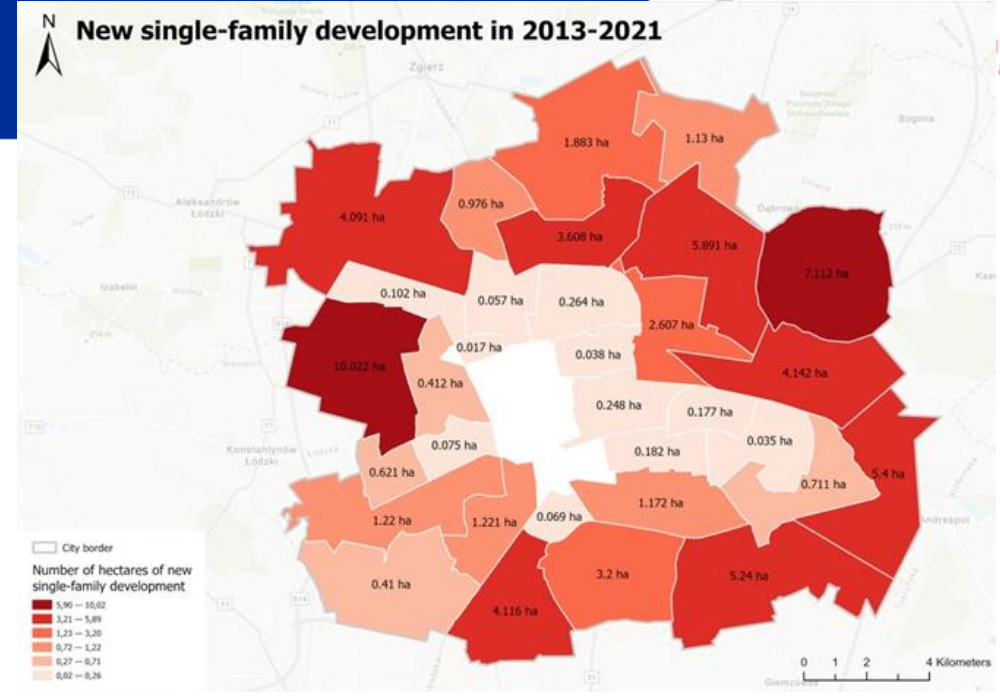 N
New single-family development in 2013-2021
Zgierz
14
71
Boginia
1.883 ha
1.13 ha
72
Aleksandrów
Łódzki
0.976 ha
4.091 ha
3.608 ha
5.891 ha
7.112 ha
Izabelin
0.102 ha
0.057 ha
0.264 ha
2.607 ha
0.017 ha
0.038 ha
10.022 ha
0.412 ha
4.142 ha
0.248 ha
0.177 ha
0.035 ha
0.075 ha
0.182 ha
71
Konstantynów
Łódzki
0.621 ha
0.711 ha
5.4 ha
1.22 ha
1.221 ha
0.069 ha
1.172 ha
Andrespol
City border
Number of hectares of new
single-family development
5,90 — 10,02
3,21 — 5,89
1,23 — 3,20
0,72 — 1,22
0,27 — 0,71
0,02 — 0,26
0.41 ha
4.116 ha
3.2 ha
5.24 ha
71
0 1 2 4 Kilometers